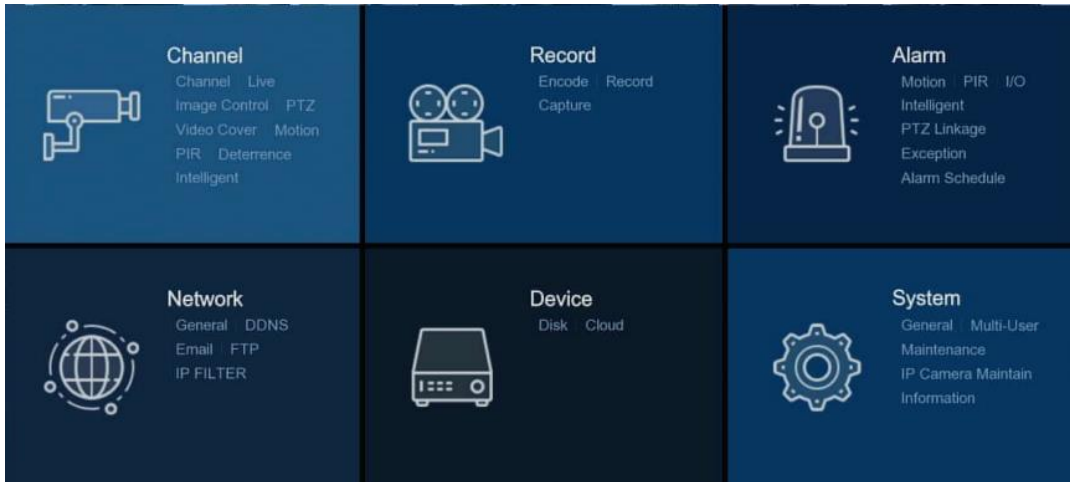 Channel
Channel Live
Image Control PTZ
Video Cover Motion
PIR Deterrence
Intelligent
Record
Encode Record
Capture
Alarm
Motion PIR I/O
Intelligent
PTZ Linkage
Exception
Alarm Schedule
Network
General DDNS
Email FTP
IP FILTER
Device
Disk Cloud
System
General Multi-User
Maintenance
IP Camera Maintain
Information